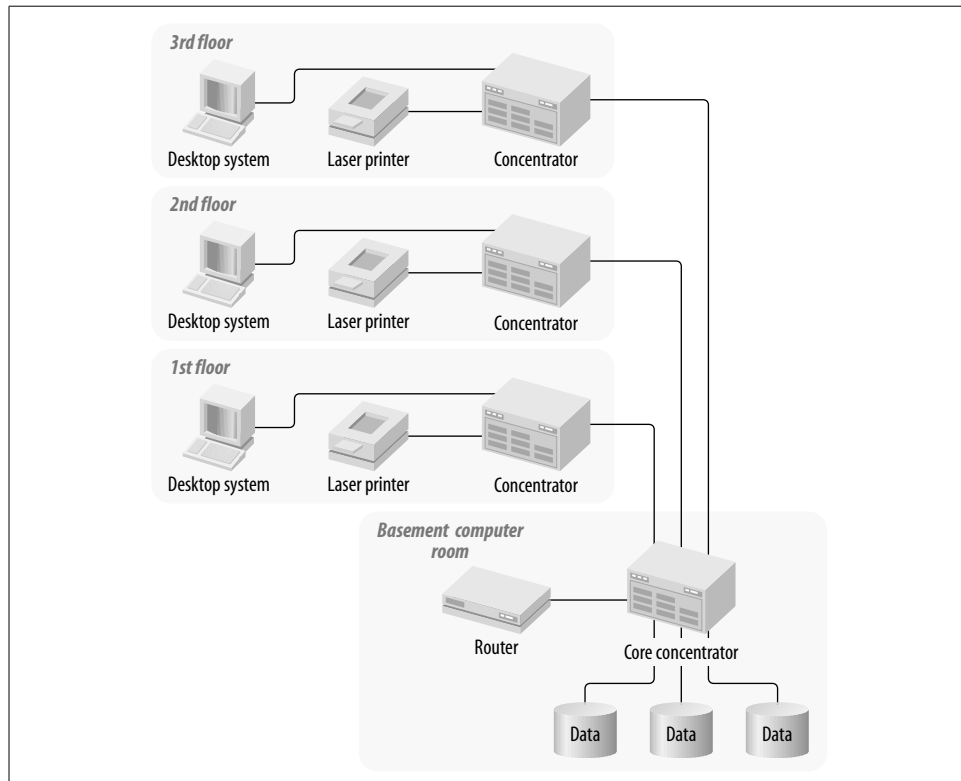 3rd floor
Desktop system
Laser printer
Concentrator
2nd floor
Desktop system
Laser printer
Concentrator
1st floor
Desktop system
Laser printer
Concentrator
Basement computer
room
Router
Core concentrator
Data
Data
Data